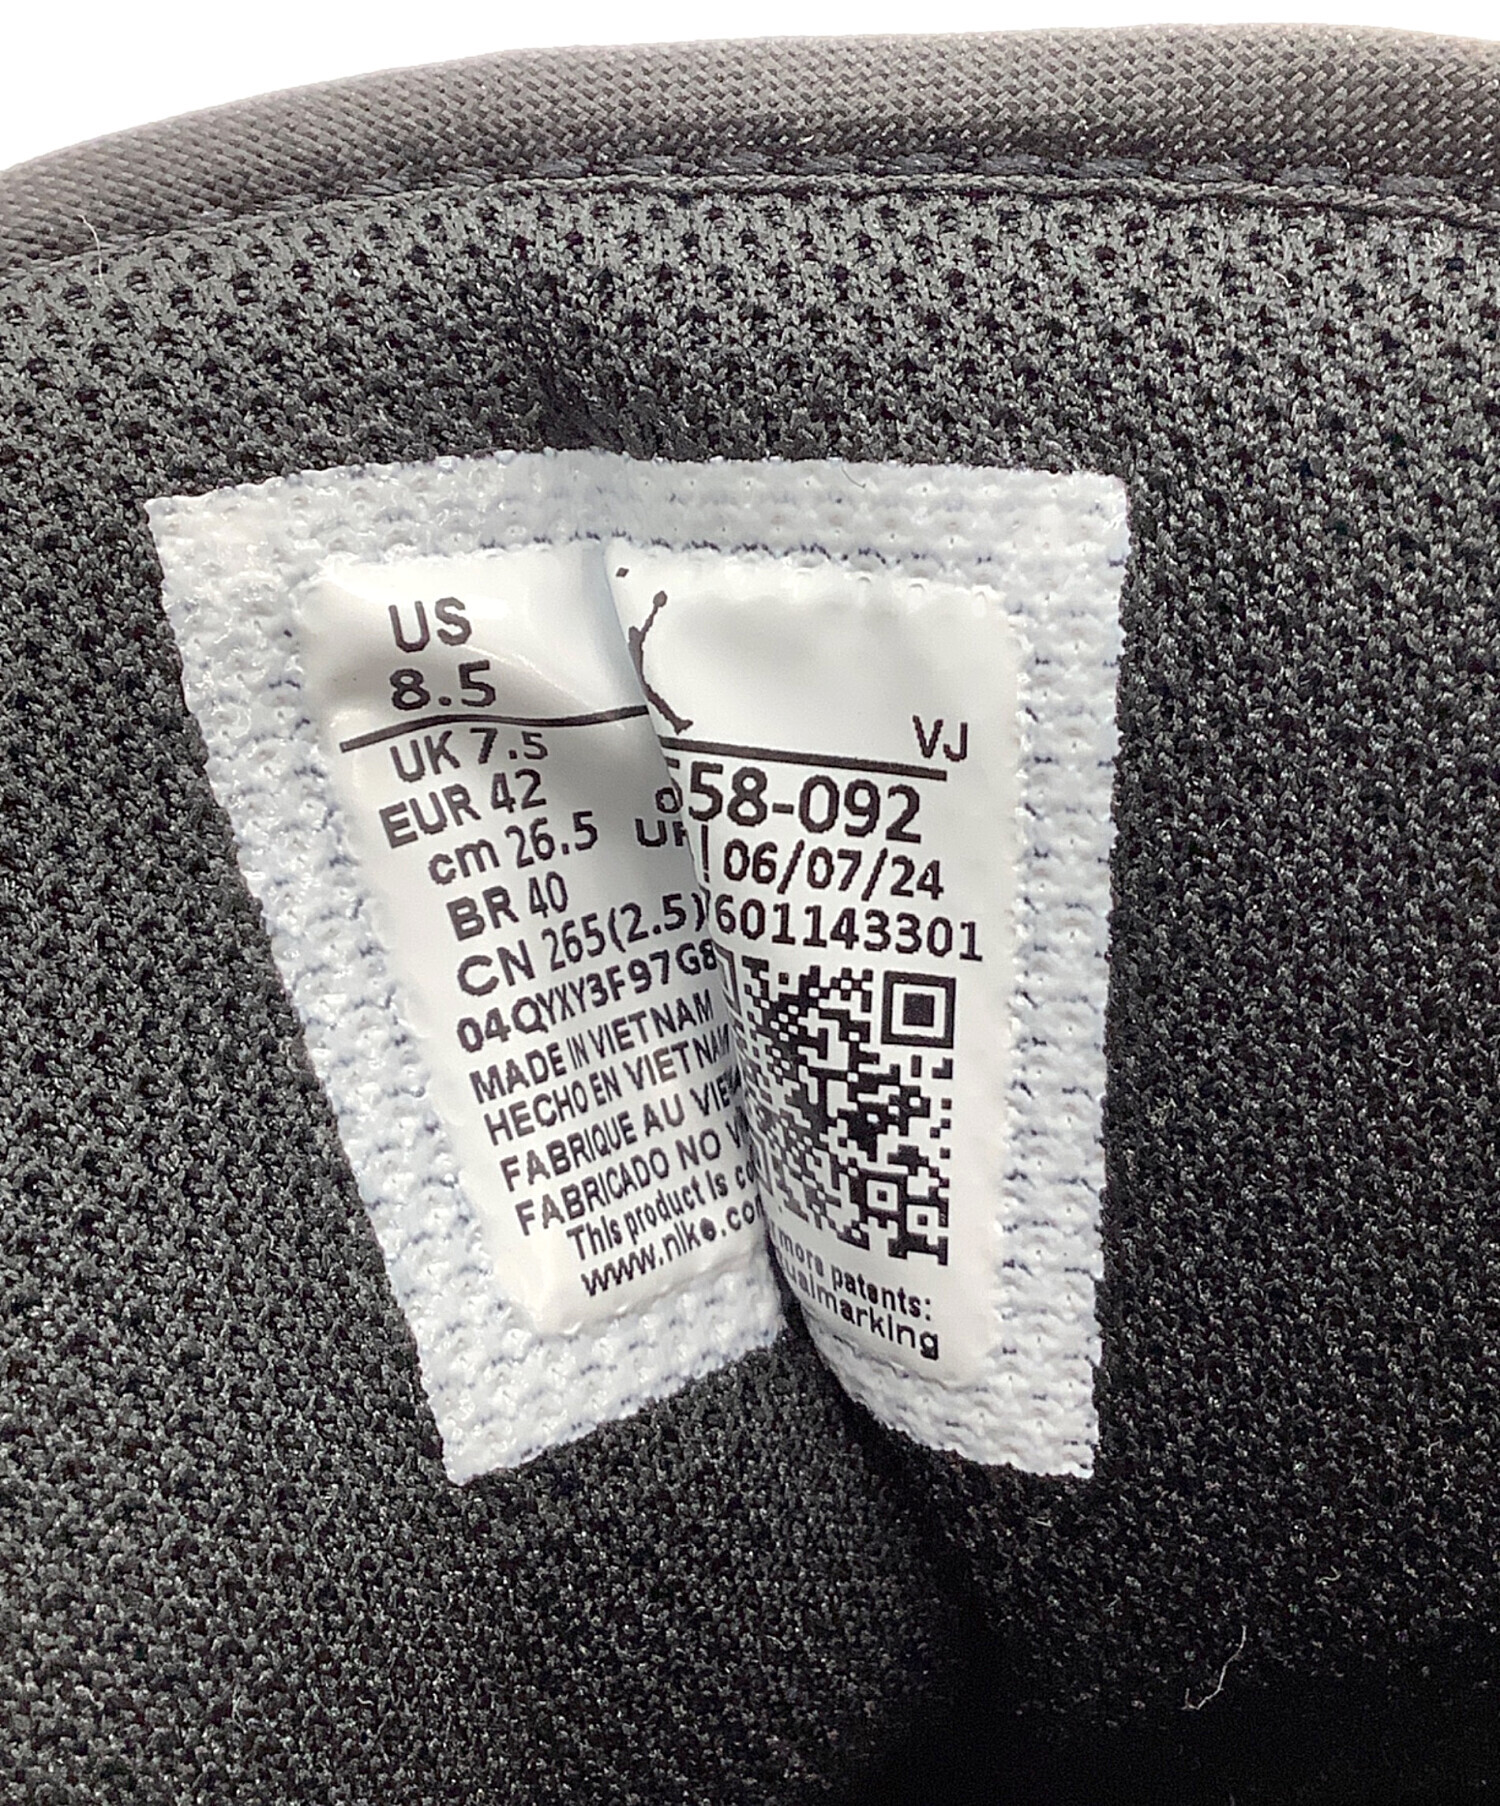 US
8.5
UK 7.5
EUR 42
cm 26.5
BR 40
CN 265(2.5)
04QYXY3F97G8
MADE IN VIETNAM
HECHO EN VIETNAM
FABRIQUE AU VIE
FABRICADO NO V
This product is co
www.nike.com
VJ
558-092
06/07/24
601143301
more patents:
ualmarking